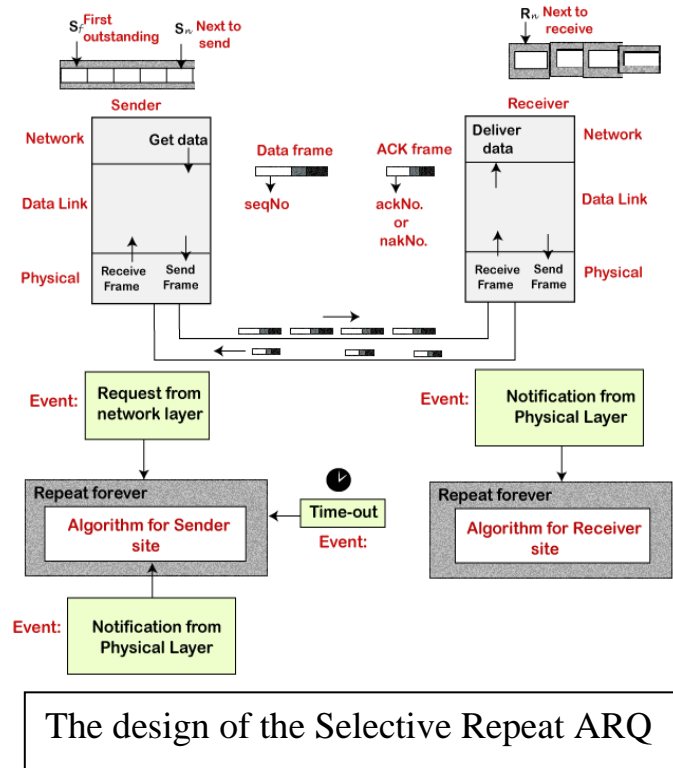 Sf First outstanding
Sn Next to send
Rn Next to receive
Sender
Receiver
Network
Get data
Data frame
ACK frame
Deliver data
Network
Data Link
seqNo
ackNo.
or
nakNo.
Data Link
Physical
Receive Frame
Send Frame
Receive Frame
Send Frame
Physical
Event:
Request from network layer
Event:
Notification from Physical Layer
Repeat forever
Algorithm for Sender site
Time-out
Event:
Repeat forever
Algorithm for Receiver site
Event:
Notification from Physical Layer
The design of the Selective Repeat ARQ